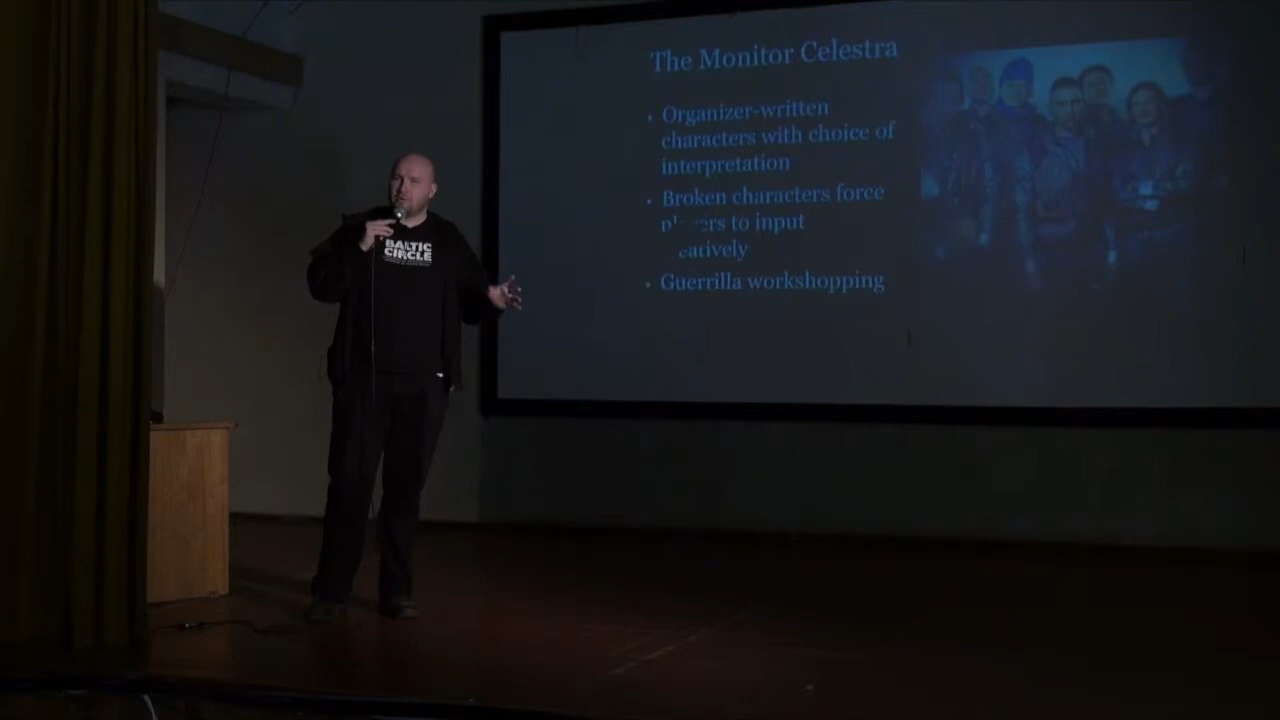 The Monitor Celestra
• Organizer-written
characters with choice of
interpretation
• Broken characters force
to input
• Guerrilla workshopping
BALTIC
CIRCLE